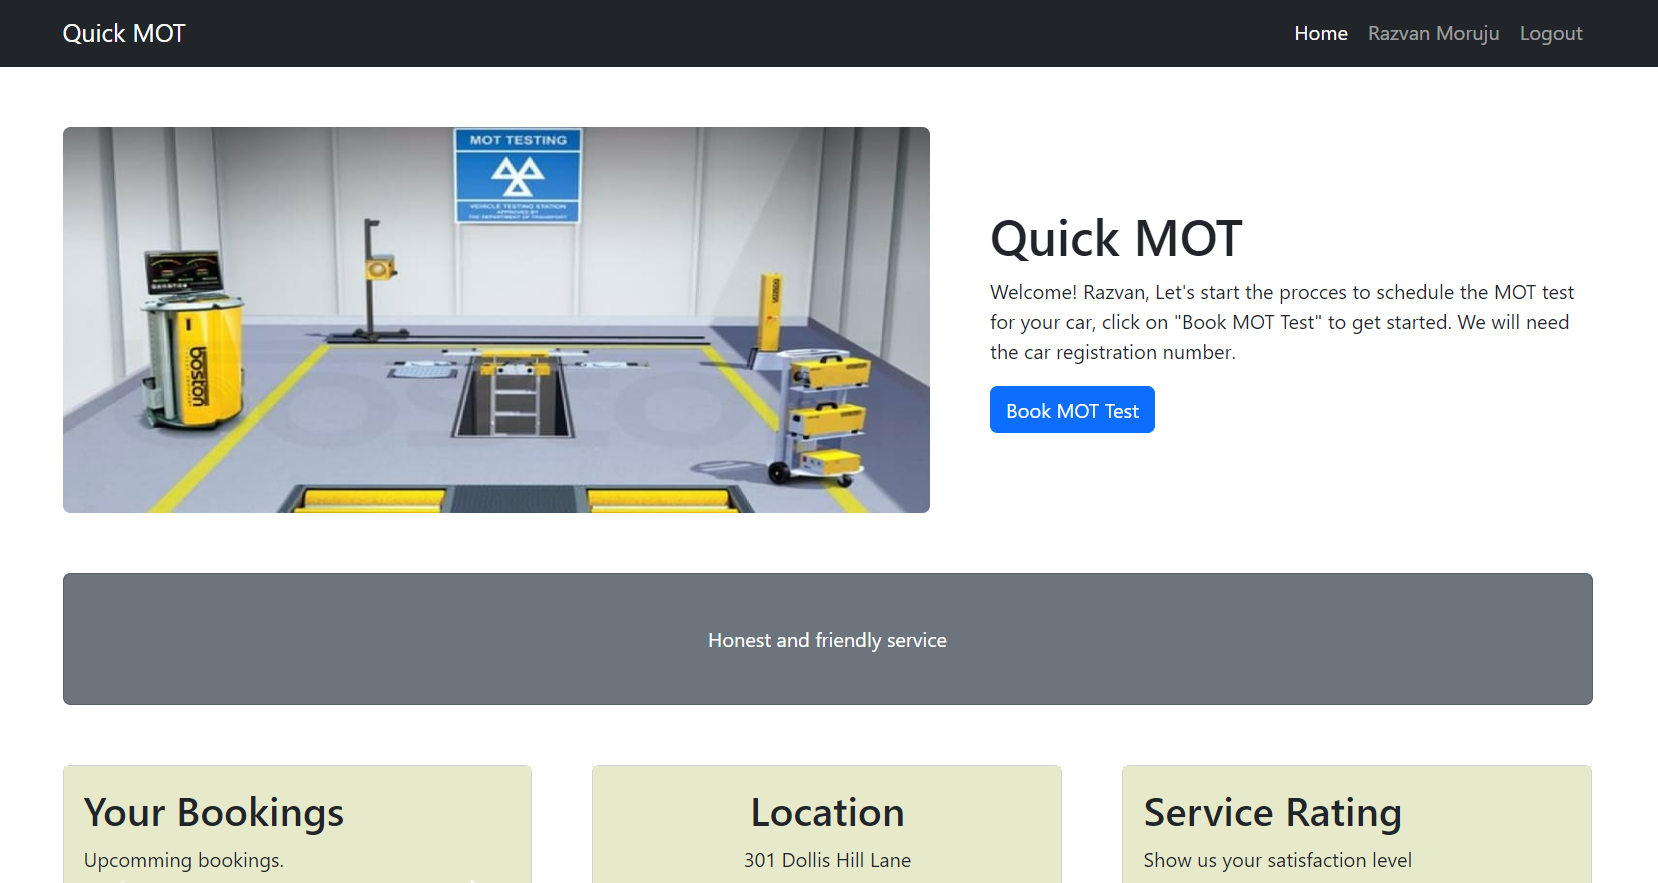 Quick MOT
Home Razvan Moruju Logout
MOT TESTING
VEHICLE TESTING STATION
APPROVED BY
THE DEPARTMENT OF TRANSPORT
boston
boston
Quick MOT
Welcome! Razvan, Let's start the procces to schedule the MOT test
for your car, click on "Book MOT Test" to get started. We will need
the car registration number.
Book MOT Test
Honest and friendly service
Your Bookings
Upcomming bookings.
Location
301 Dollis Hill Lane
Service Rating
Show us your satisfaction level